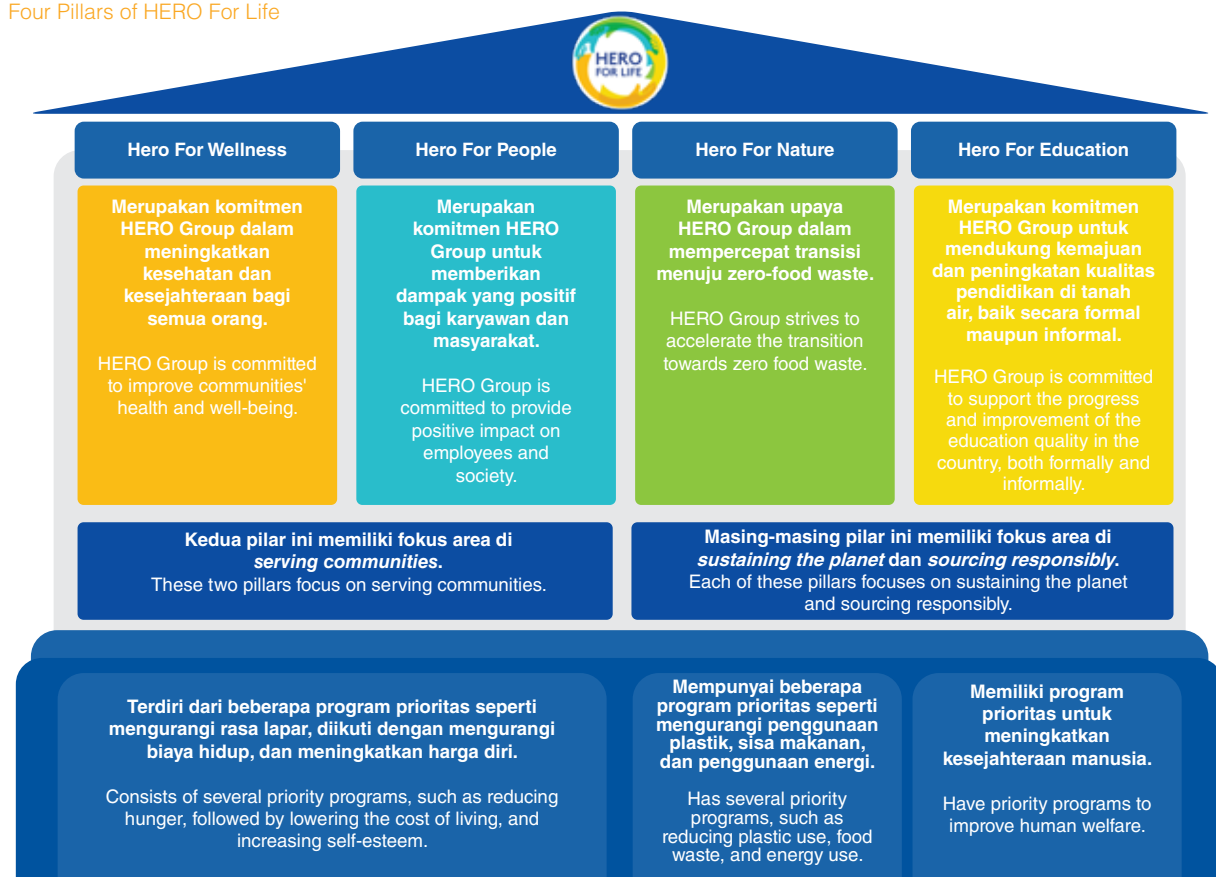 Four Pillars of HERO For Life
HERO
FOR LIFE
Hero For Wellness
Hero For People
Hero For Nature
Hero For Education
Merupakan komitmen
HERO Group dalam
meningkatkan
kesehatan dan
kesejahteraan bagi
semua orang.
HERO Group is committed
to improve communities'
health and well-being.
Merupakan
komitmen HERO
Group untuk
memberikan
dampak yang positif
bagi karyawan dan
masyarakat.
HERO Group is
committed to provide
positive impact on
employees and
society.
Merupakan upaya
HERO Group dalam
mempercepat transisi
menuju zero-food waste.
HERO Group strives to
accelerate the transition
towards zero food waste.
Merupakan komitmen
HERO Group untuk
mendukung kemajuan
dan peningkatan kualitas
pendidikan di tanah
air, baik secara formal
maupun informal.
HERO Group is committed
to support the progress
and improvement of the
education quality in the
country, both formally and
informally.
Kedua pilar ini memiliki fokus area di
serving communities.
These two pillars focus on serving communities.
Masing-masing pilar ini memiliki fokus area di
sustaining the planet dan sourcing responsibly.
Each of these pillars focuses on sustaining the planet
and sourcing responsibly.
Terdiri dari beberapa program prioritas seperti
mengurangi rasa lapar, diikuti dengan mengurangi
biaya hidup, dan meningkatkan harga diri.
Consists of several priority programs, such as reducing
hunger, followed by lowering the cost of living, and
increasing self-esteem.
Mempunyai beberapa
program prioritas seperti
mengurangi penggunaan
plastik, sisa makanan,
dan penggunaan energi.
Has several priority
programs, such as
reducing plastic use, food
waste, and energy use.
Memiliki program
prioritas untuk
meningkatkan
kesejahteraan manusia.
Have priority programs to
improve human welfare.